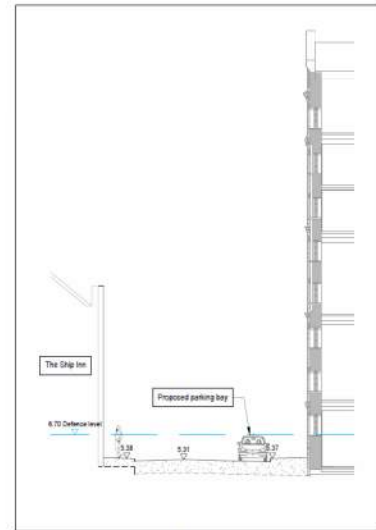 The Ship Inn
Proposed parking bay
6.70 Defence level
5.38
5.31
5.37